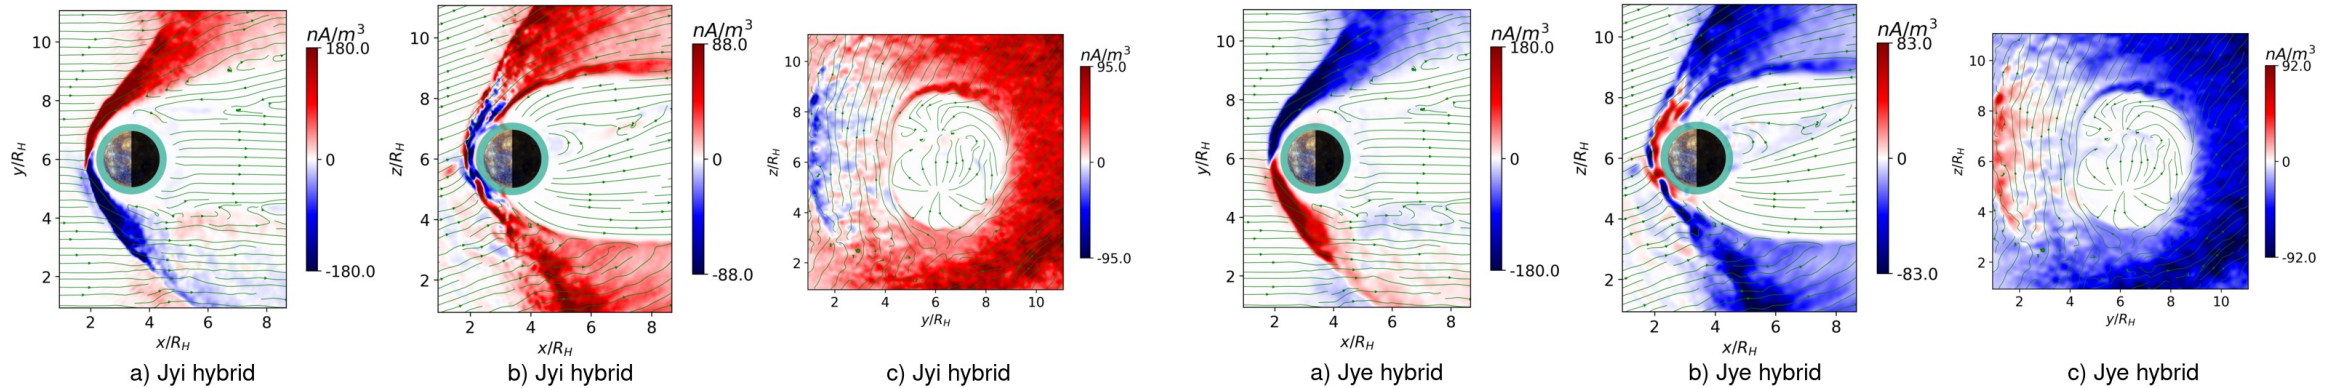 nA/m³
180.0
0
-180.0
10
8
6
4
2
y/R_H
2 4 6 8
x/R_H
a) Jyi hybrid
nA/m³
88.0
0
-88.0
10
8
6
4
2
z/R_H
2 4 6 8
x/R_H
b) Jyi hybrid
nA/m³
95.0
0
-95.0
10
8
6
4
2
z/R_H
2 4 6 8 10
y/R_H
c) Jyi hybrid
nA/m³
180.0
0
-180.0
10
8
6
4
2
y/R_H
2 4 6 8
x/R_H
a) Jye hybrid
nA/m³
83.0
0
-83.0
10
8
6
4
2
z/R_H
2 4 6 8
x/R_H
b) Jye hybrid
nA/m³
92.0
0
-92.0
10
8
6
4
2
z/R_H
2 4 6 8 10
y/R_H
c) Jye hybrid